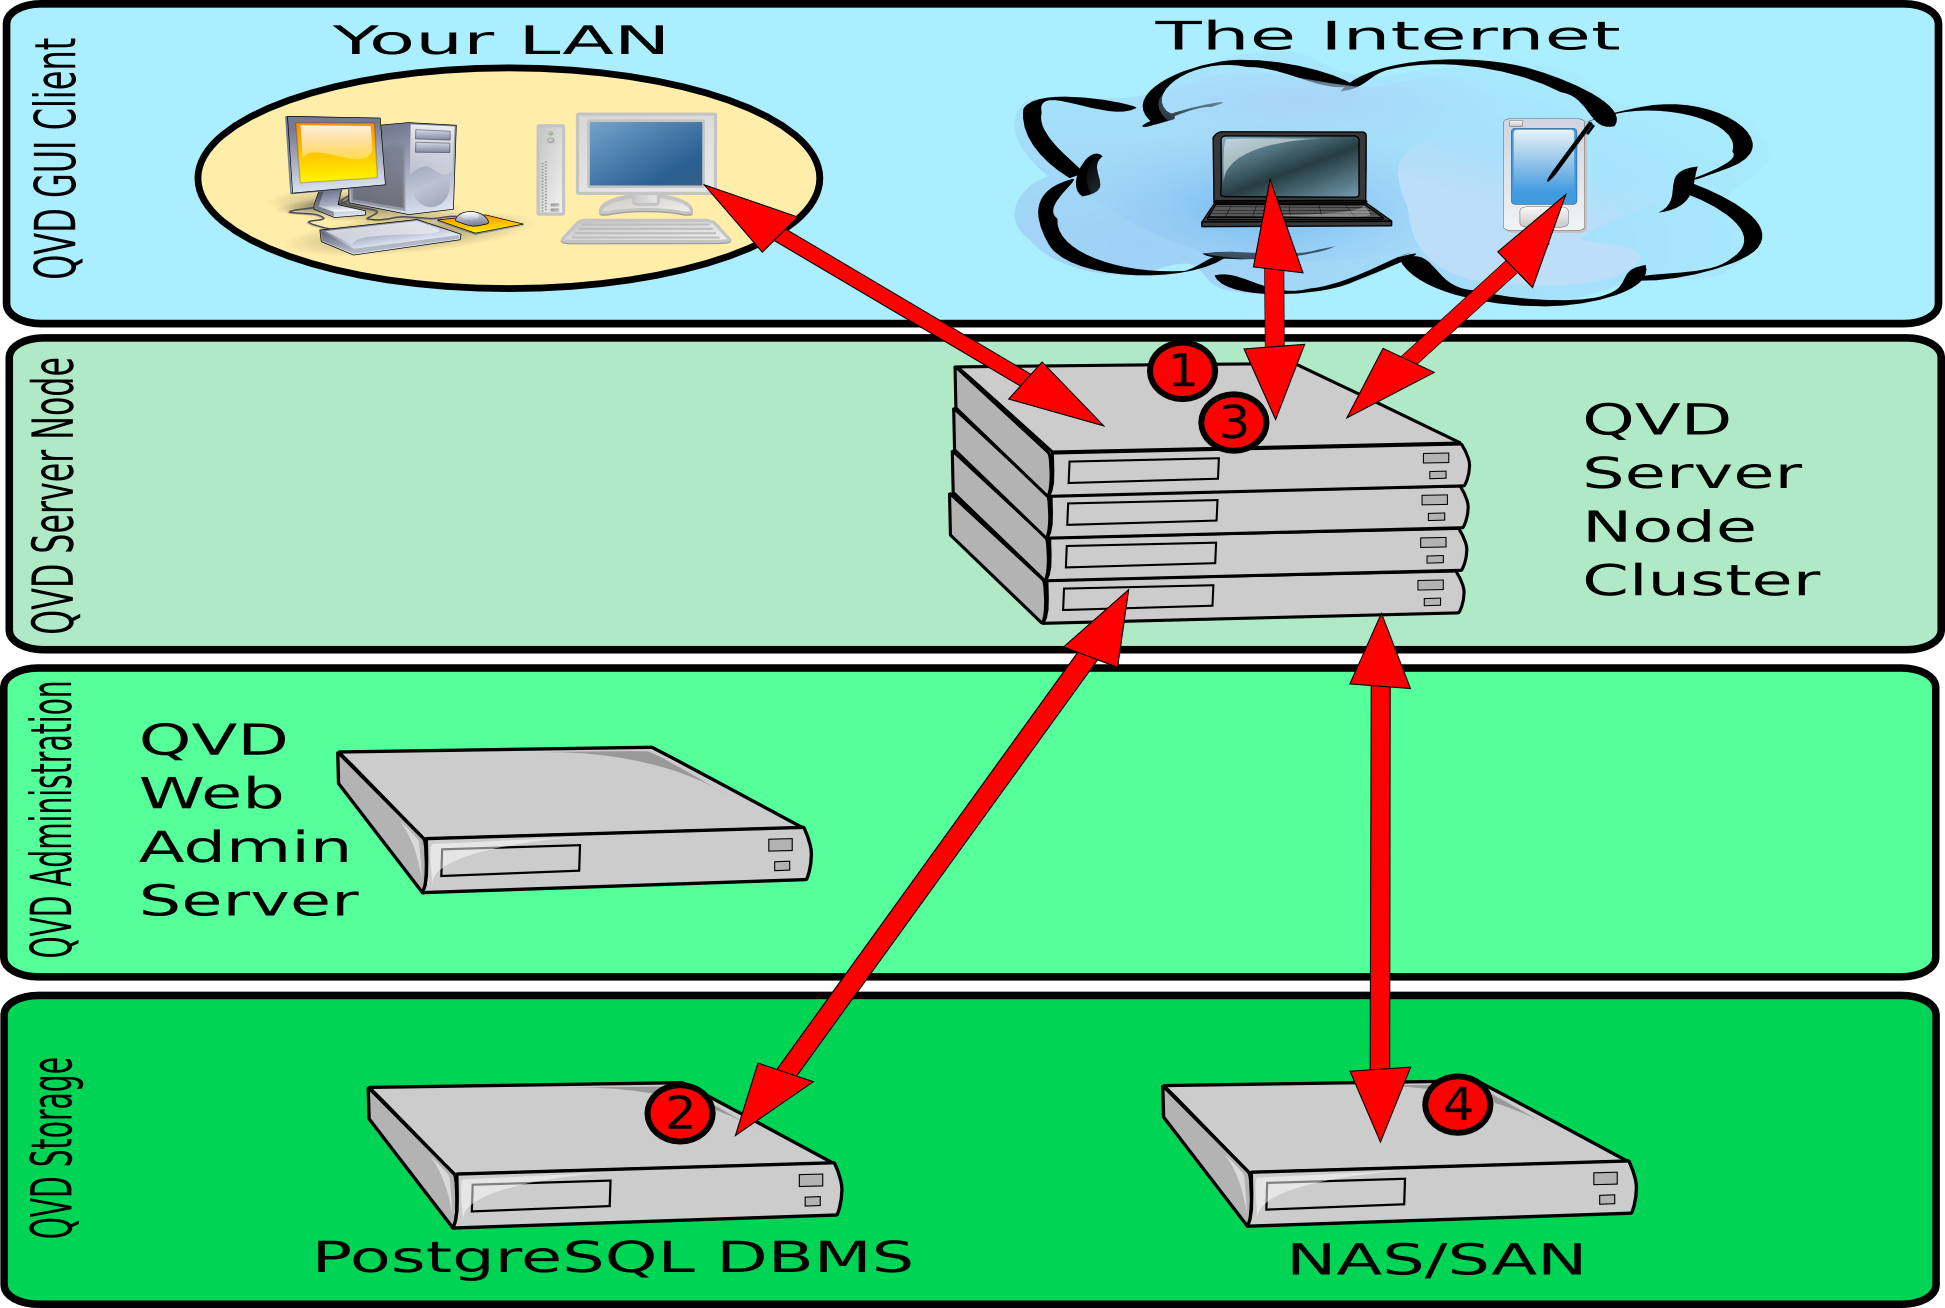 QVD GUI Client
Your LAN
The Internet
QVD Server Node
1
3
QVD
Server
Node
Cluster
QVD Administration
QVD
Web
Admin
Server
QVD Storage
2
4
PostgreSQL DBMS
NAS/SAN